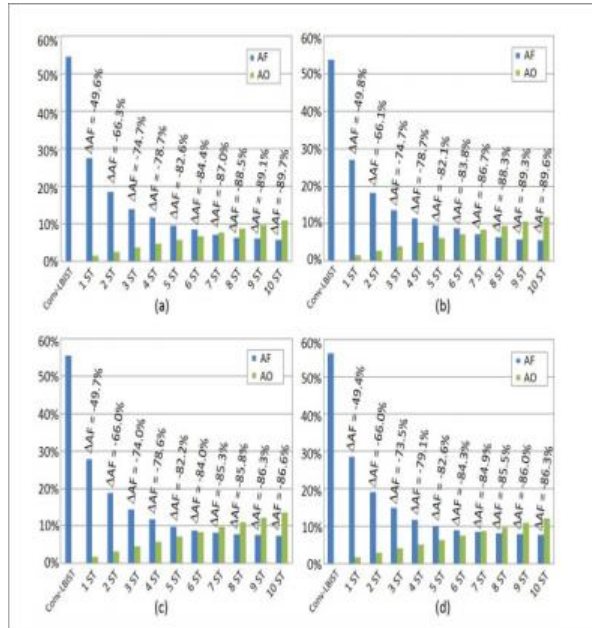 60%
50%
40%
30%
20%
10%
0%
AF
AO
ΔAF = -49.6%
ΔAF = -66.3%
ΔAF = -74.7%
ΔAF = -78.7%
ΔAF = -82.6%
ΔAF = -84.4%
ΔAF = -87.0%
ΔAF = -88.5%
ΔAF = -89.1%
ΔAF = -89.7%
Conv-LBIST
1 ST
2 ST
3 ST
4 ST
5 ST
6 ST
7 ST
8 ST
9 ST
10 ST
(a)
60%
50%
40%
30%
20%
10%
0%
AF
AO
ΔAF = -49.8%
ΔAF = -66.1%
ΔAF = -74.7%
ΔAF = -78.7%
ΔAF = -82.1%
ΔAF = -83.8%
ΔAF = -86.7%
ΔAF = -88.3%
ΔAF = -89.3%
ΔAF = -89.6%
Conv-LBIST
1 ST
2 ST
3 ST
4 ST
5 ST
6 ST
7 ST
8 ST
9 ST
10 ST
(b)
60%
50%
40%
30%
20%
10%
0%
AF
AO
ΔAF = -49.7%
ΔAF = -66.0%
ΔAF = -74.0%
ΔAF = -78.6%
ΔAF = -82.2%
ΔAF = -84.0%
ΔAF = -85.3%
ΔAF = -85.8%
ΔAF = -86.3%
ΔAF = -86.6%
Conv-LBIST
1 ST
2 ST
3 ST
4 ST
5 ST
6 ST
7 ST
8 ST
9 ST
10 ST
(c)
60%
50%
40%
30%
20%
10%
0%
AF
AO
ΔAF = -49.4%
ΔAF = -66.0%
ΔAF = -73.5%
ΔAF = -79.1%
ΔAF = -82.6%
ΔAF = -84.3%
ΔAF = -84.9%
ΔAF = -85.5%
ΔAF = -86.0%
ΔAF = -86.3%
Conv-LBIST
1 ST
2 ST
3 ST
4 ST
5 ST
6 ST
7 ST
8 ST
9 ST
10 ST
(d)